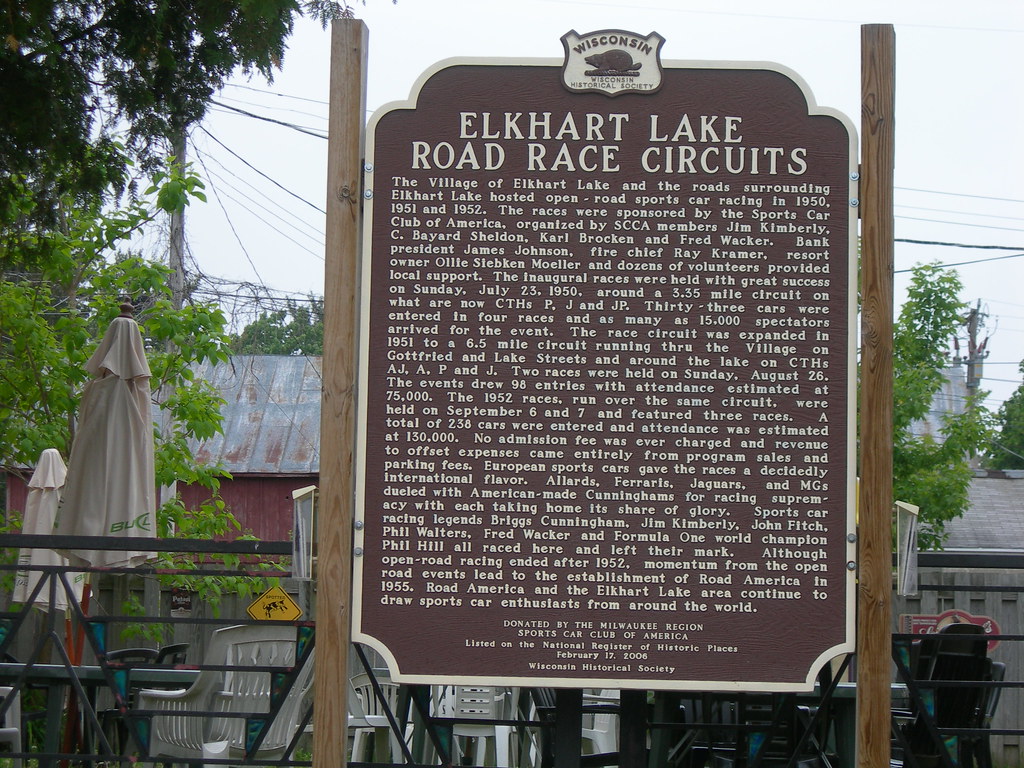 WISCONSIN
WISCONSIN
HISTORICAL SOCIETY
ELKHART LAKE
ROAD RACE CIRCUITS
The Village of Elkhart Lake and the roads surrounding
Elkhart Lake hosted open - road sports car racing in 1950,
1951 and 1952. The races were sponsored by the Sports Car
Club of America, organized by SCCA members Jim Kimberly,
C. Bayard Sheldon, Karl Brocken and Fred Wacker. Bank
president James Johnson, fire chief Ray Kramer, resort
owner Ollie Siebken Moeller and dozens of volunteers provided
local support. The inaugural races were held with great success
on Sunday, July 23, 1950, around a 3.35 mile circuit on
what are now CTHs P, J and JP. Thirty - three cars were
entered in four races and as many as 15,000 spectators
arrived for the event. The race circuit was expanded in
1951 to a 6.5 mile circuit running thru the Village on
Gottfried and Lake Streets and around the lake on CTHs
AJ, A, P and J. Two races were held on Sunday, August 26.
The events drew 98 entries with attendance estimated at
75,000. The 1952 races, run over the same circuit, were
held on September 6 and 7 and featured three races. A
total of 238 cars were entered and attendance was estimated
at 130,000. No admission fee was ever charged and revenue
to offset expenses came entirely from program sales and
parking fees. European sports cars gave the races a decidedly
international flavor. Allards, Ferraris, Jaguars, and MGs
dueled with American-made Cunninghams for racing suprem-
acy with each taking home its share of glory. Sports car
racing legends Briggs Cunningham, Jim Kimberly, John Fitch,
Phil Walters, Fred Wacker and Formula One world champion
Phil Hill all raced here and left their mark. Although
open-road racing ended after 1952, momentum from the open
road events lead to the establishment of Road America in
1955. Road America and the Elkhart Lake area continue to
draw sports car enthusiasts from around the world.
DONATED BY THE MILWAUKEE REGION
SPORTS CAR CLUB OF AMERICA
Listed on the National Register of Historic Places
February 17, 2006
Wisconsin Historical Society